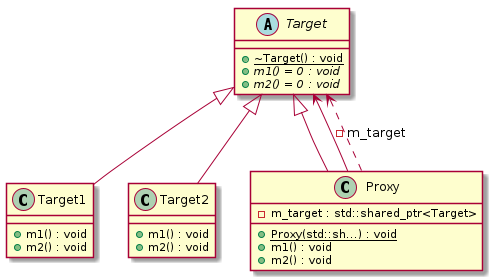 A Target
~Target() : void
m1() = 0 : void
m2() = 0 : void
m_target
C Target1
m1() : void
m2() : void
C Target2
m1() : void
m2() : void
C Proxy
m_target : std::shared_ptr<Target>
Proxy(std::sh...) : void
m1() : void
m2() : void